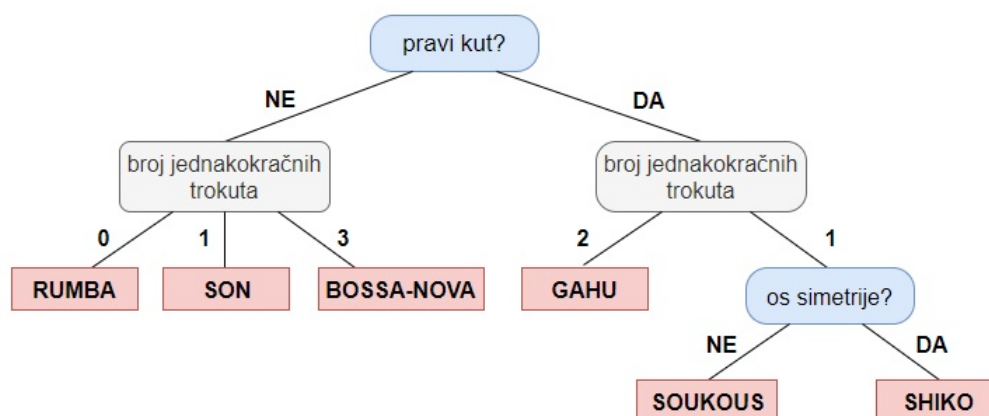 pravi kut?
NE
DA
broj jednakokračnih
trokuta
broj jednakokračnih
trokuta
0
1
3
2
1
RUMBA
SON
BOSSA-NOVA
GAHU
os simetrije?
NE
DA
SOUKOUS
SHIKO